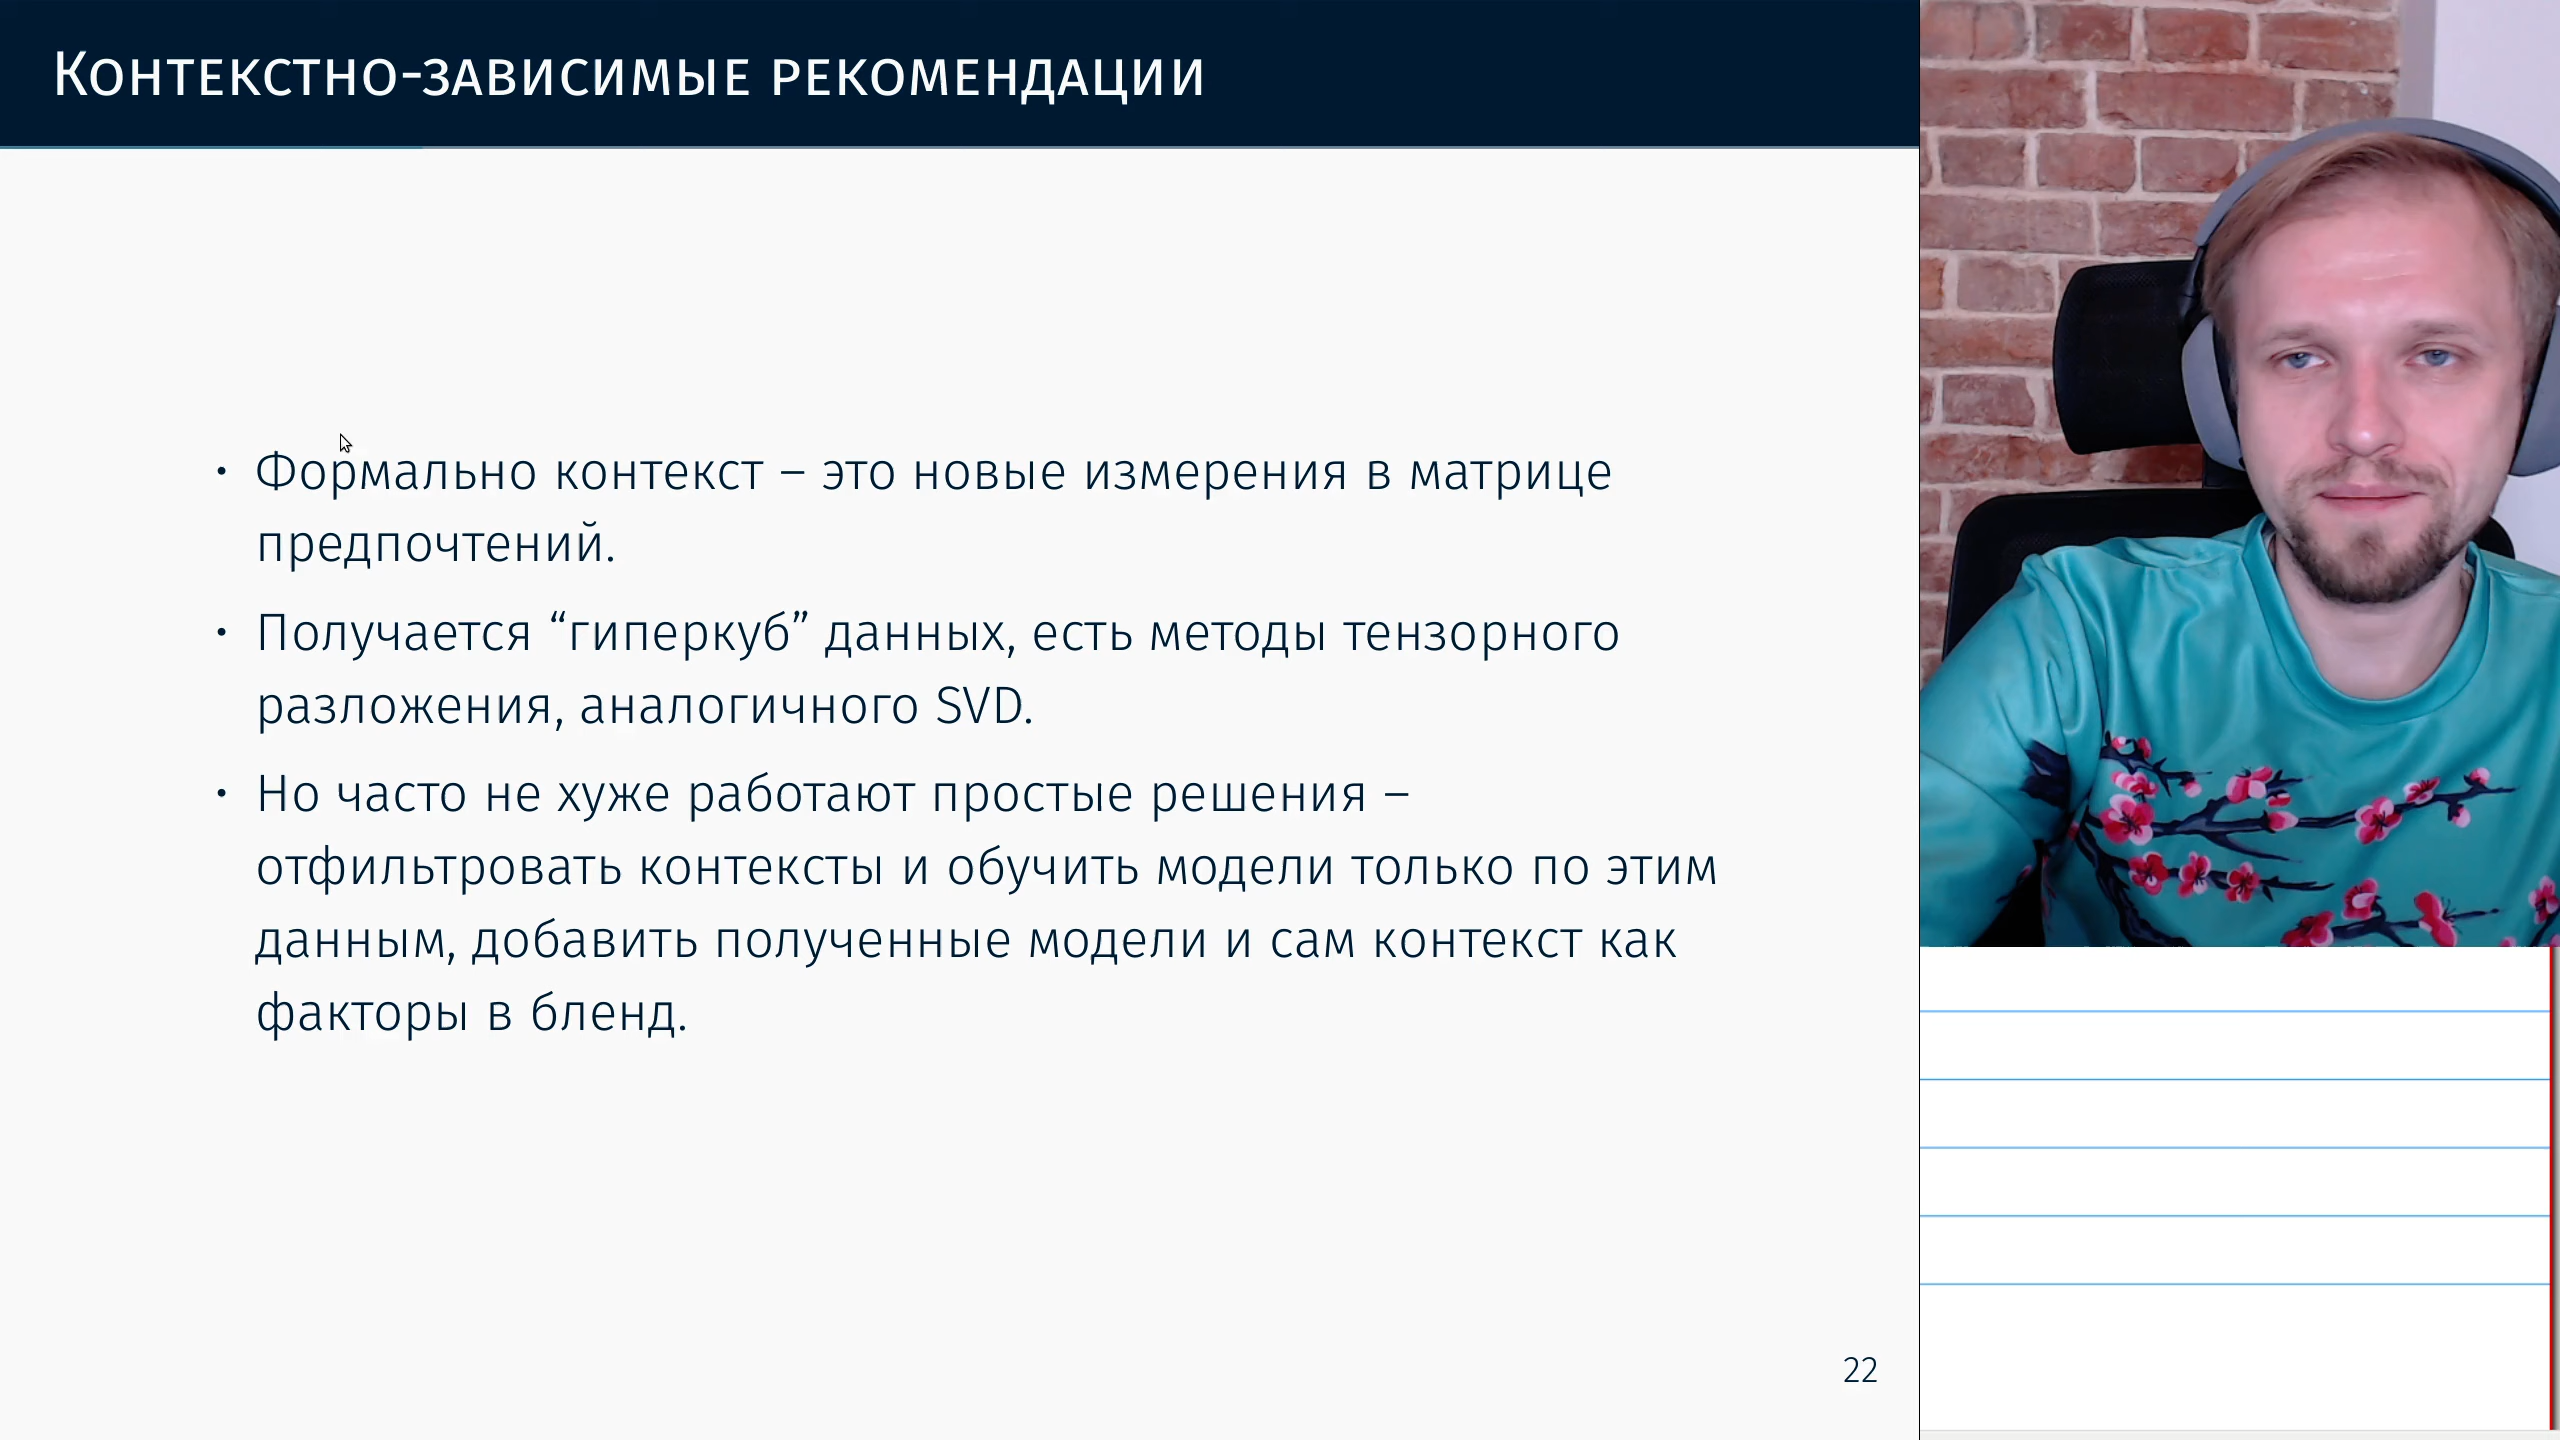 Контекстно-зависимые рекомендации
• Формально контекст – это новые измерения в матрице
предпочтений.
• Получается “гиперкуб” данных, есть методы тензорного
разложения, аналогичного SVD.
• Но часто не хуже работают простые решения –
отфильтровать контексты и обучить модели только по этим
данным, добавить полученные модели и сам контекст как
факторы в бленд.
22